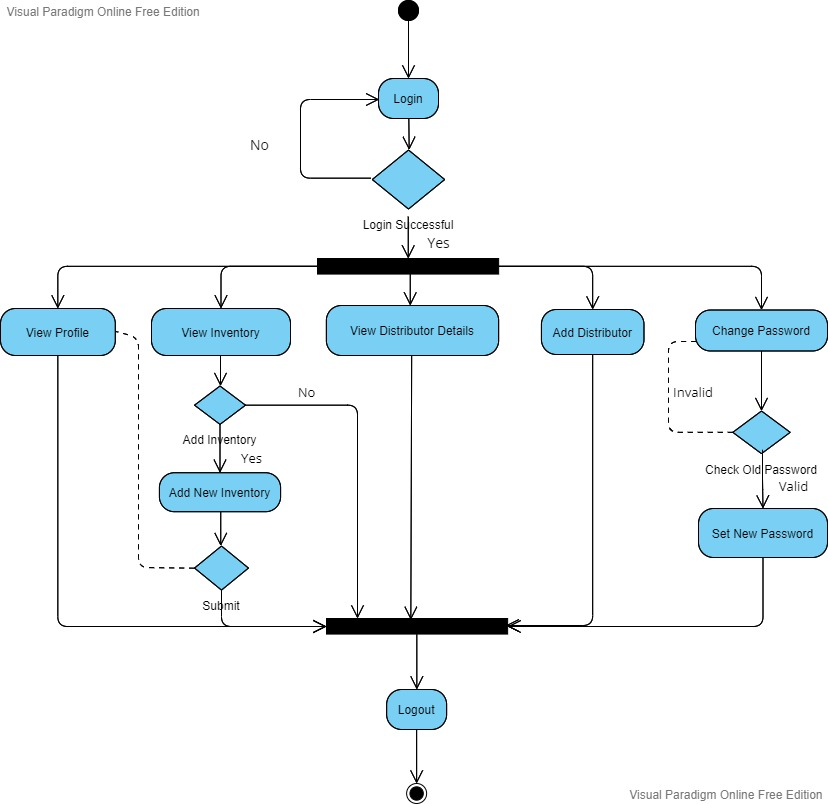 Visual Paradigm Online Free Edition
Login
No
Login Successful
Yes
View Profile
View Inventory
View Distributor Details
Add Distributor
Change Password
No
Invalid
Add Inventory
Yes
Check Old Password
Valid
Add New Inventory
Set New Password
Submit
Logout
Visual Paradigm Online Free Edition